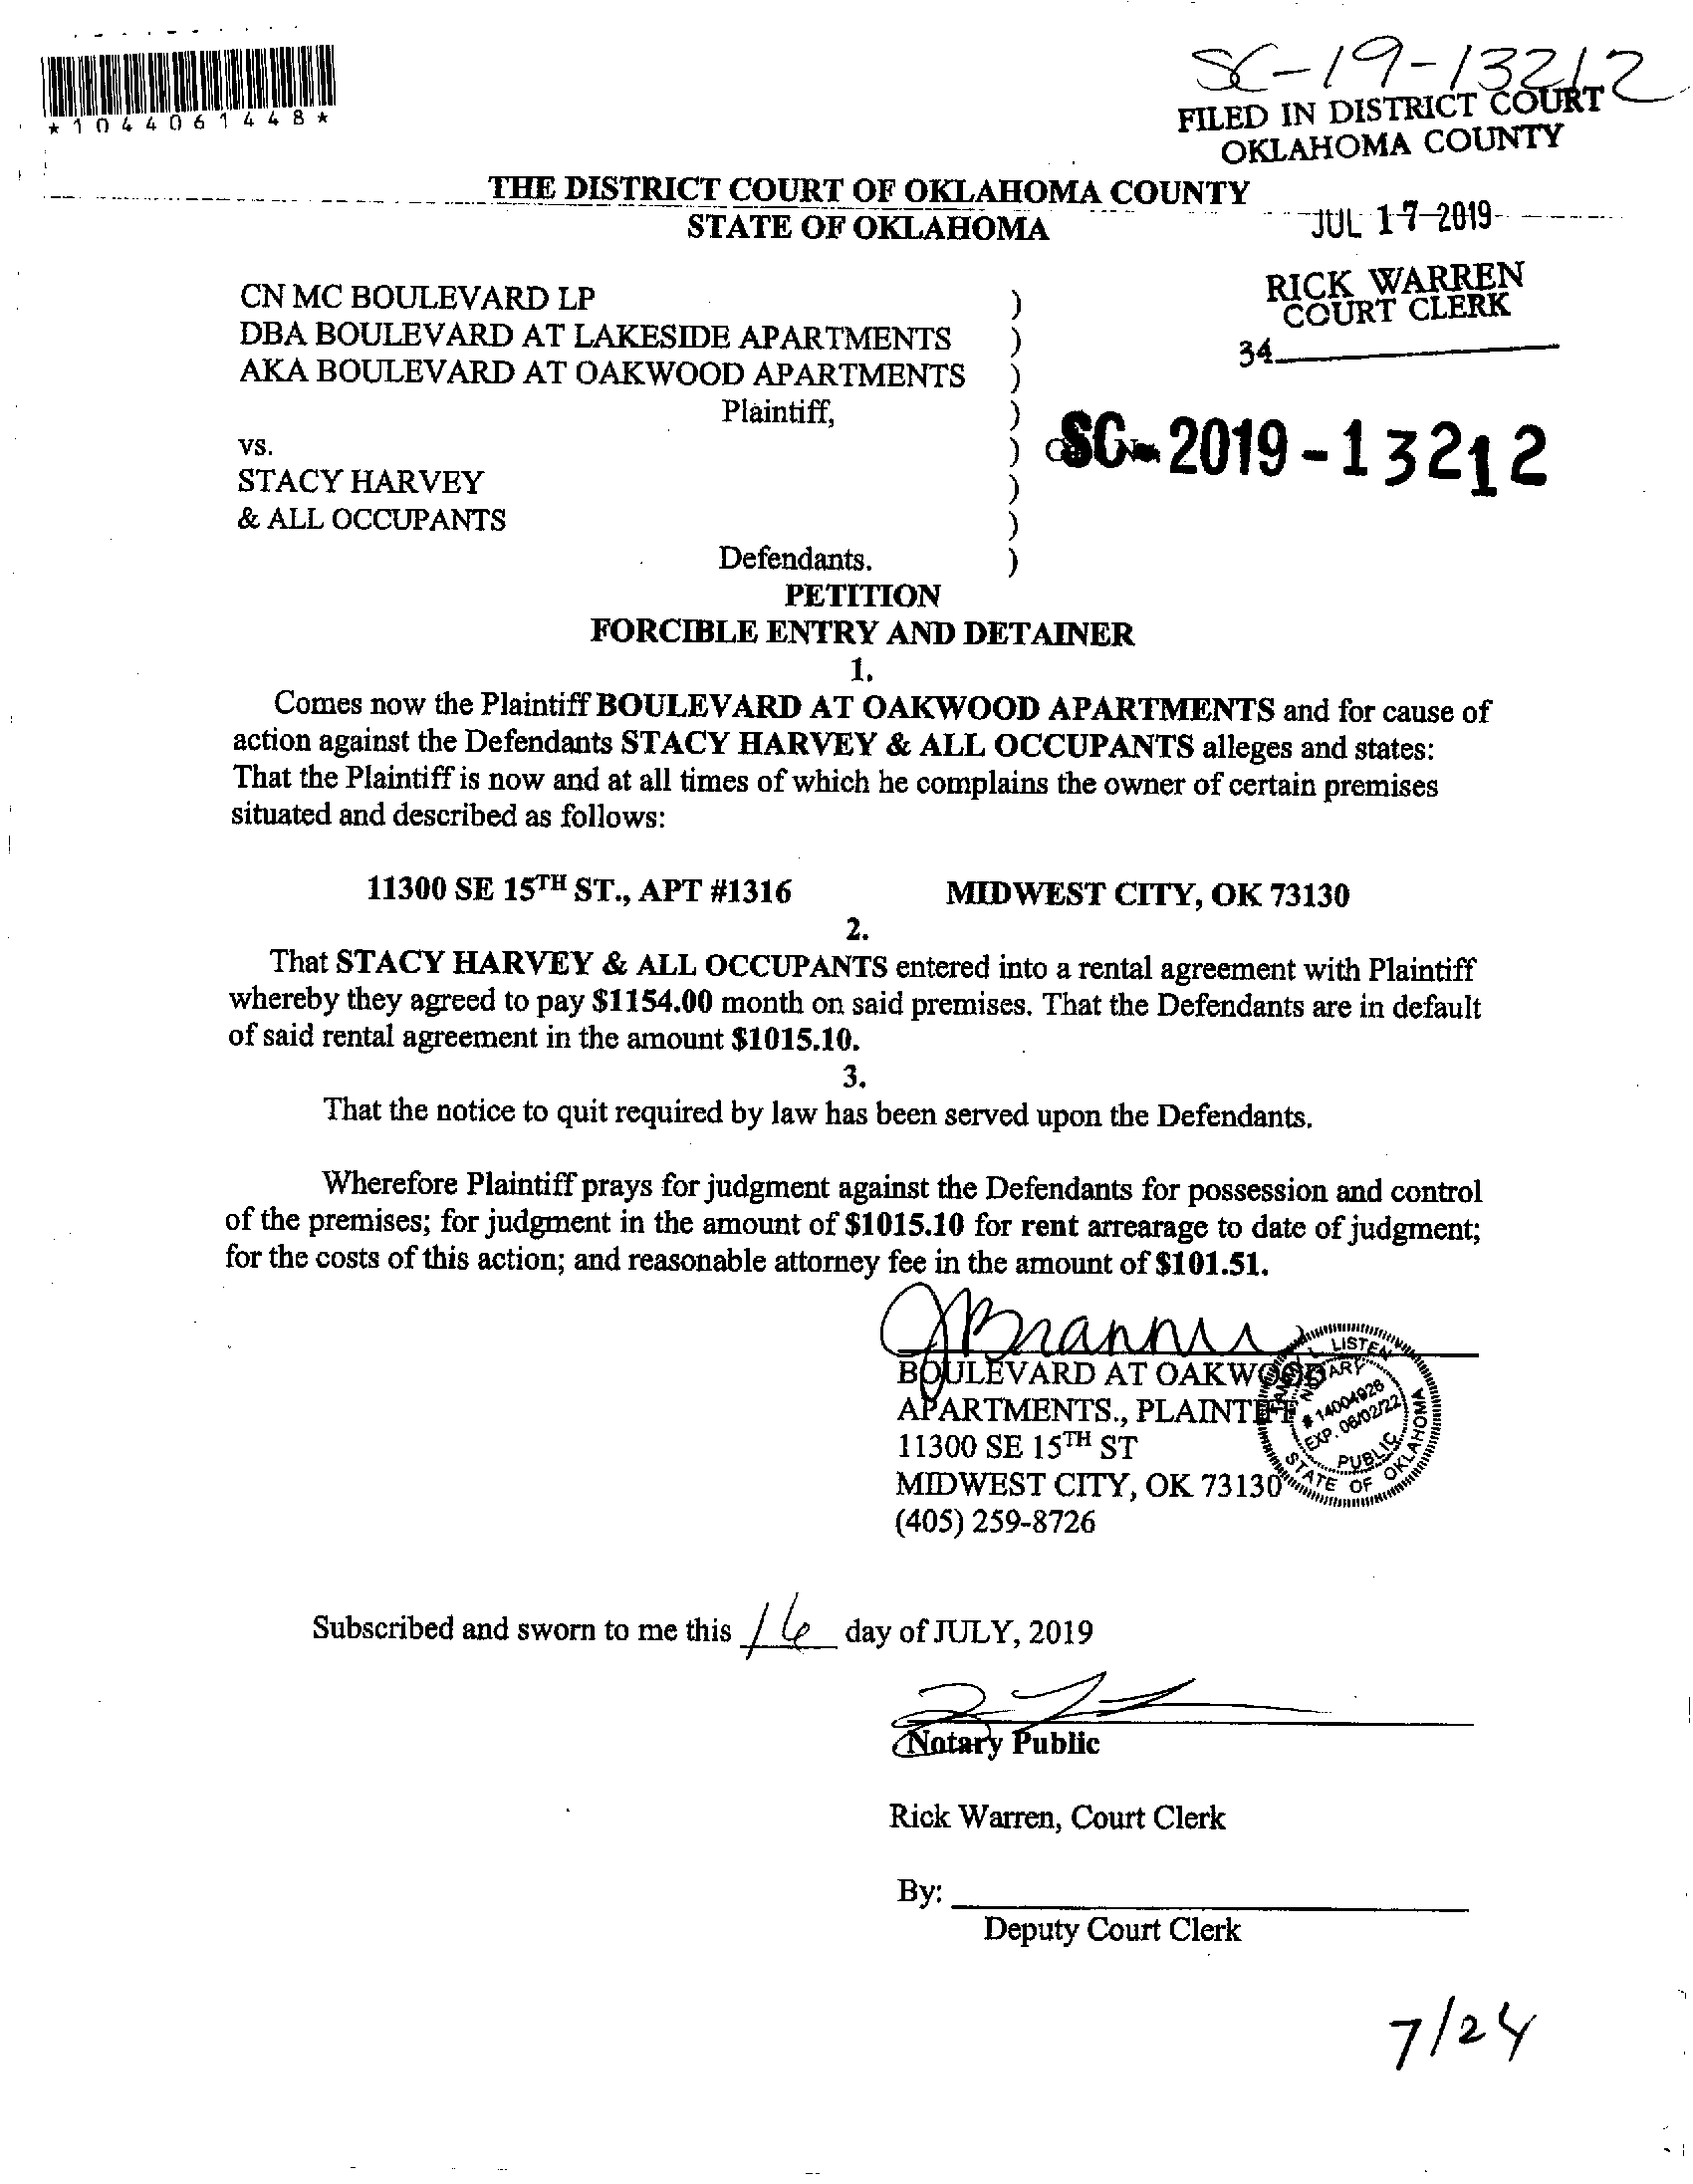 SC-19-13212
*1044061448*
FILED IN DISTRICT COURT
OKLAHOMA COUNTY
THE DISTRICT COURT OF OKLAHOMA COUNTY
STATE OF OKLAHOMA
JUL 17 2019
RICK WARREN
COURT CLERK
34
CN MC BOULEVARD LP )
DBA BOULEVARD AT LAKESIDE APARTMENTS )
AKA BOULEVARD AT OAKWOOD APARTMENTS )
Plaintiff, )
vs. ) SC-2019-13212
STACY HARVEY )
& ALL OCCUPANTS )
Defendants. )
PETITION
FORCIBLE ENTRY AND DETAINER
1.
Comes now the Plaintiff BOULEVARD AT OAKWOOD APARTMENTS and for cause of
action against the Defendants STACY HARVEY & ALL OCCUPANTS alleges and states:
That the Plaintiff is now and at all times of which he complains the owner of certain premises
situated and described as follows:
11300 SE 15TH ST., APT #1316 MIDWEST CITY, OK 73130
2.
That STACY HARVEY & ALL OCCUPANTS entered into a rental agreement with Plaintiff
whereby they agreed to pay $1154.00 month on said premises. That the Defendants are in default
of said rental agreement in the amount $1015.10.
3.
That the notice to quit required by law has been served upon the Defendants.
Wherefore Plaintiff prays for judgment against the Defendants for possession and control
of the premises; for judgment in the amount of $1015.10 for rent arrearage to date of judgment;
for the costs of this action; and reasonable attorney fee in the amount of $101.51.
BOULEVARD AT OAKWOOD
APARTMENTS., PLAINTIFF
11300 SE 15TH ST
MIDWEST CITY, OK 73130
(405) 259-8726
L LISTEN
NOTARY
# 14004926
EXP. 06/02/22
PUBLIC
STATE OF OKLAHOMA
Subscribed and sworn to me this 16 day of JULY, 2019
Notary Public
Rick Warren, Court Clerk
By:
Deputy Court Clerk
7/24